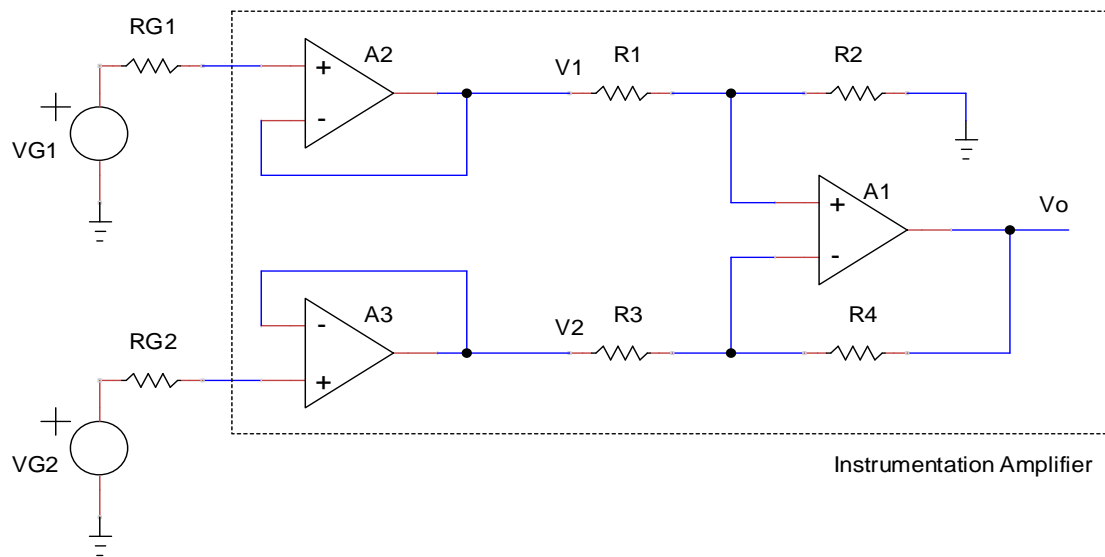 RG1
A2
V1
R1
R2
+
-
VG1
A1
+
-
Vo
A3
V2
R3
R4
-
+
RG2
VG2
Instrumentation Amplifier